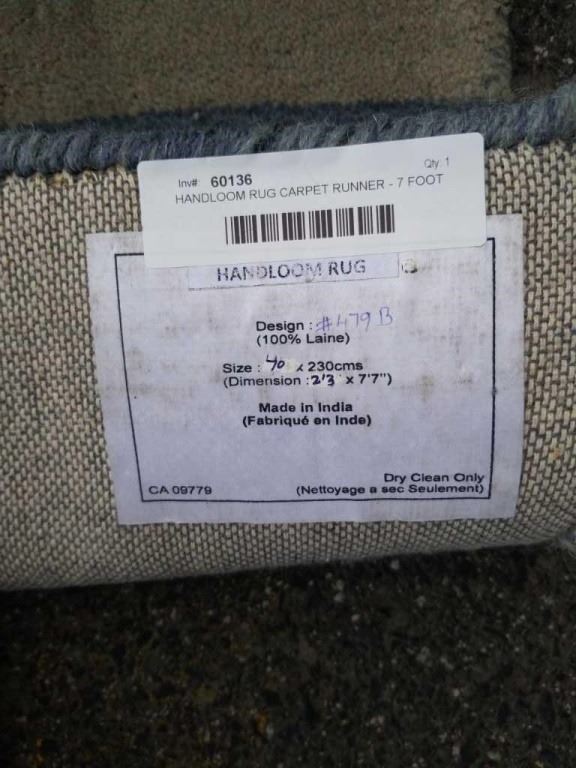 Inv#: 60136 Qty. 1
HANDLOOM RUG CARPET RUNNER - 7 FOOT
HANDLOOM RUG
Design : #479B
(100% Laine)
Size : 70 x 230cms
(Dimension : 2'3" x 7'7")
Made in India
(Fabriqué en Inde)
Dry Clean Only
CA 09779 (Nettoyage a sec Seulement)